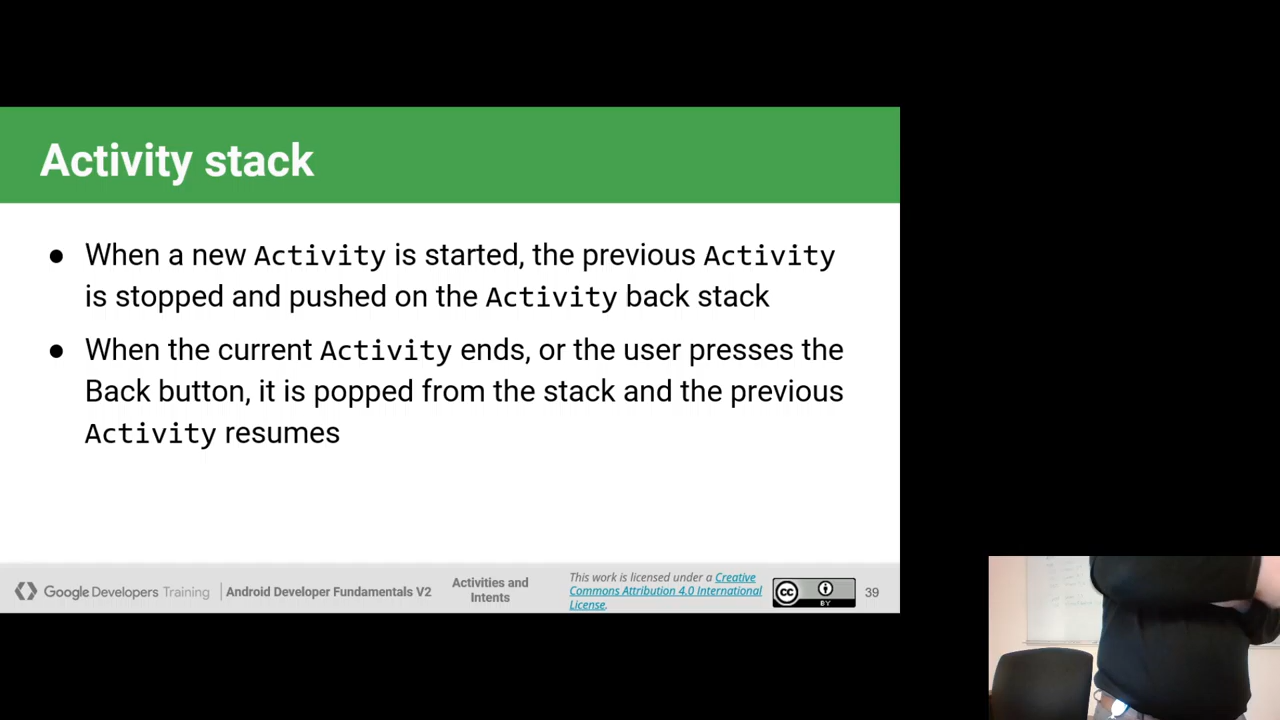 Activity stack
● When a new Activity is started, the previous Activity
is stopped and pushed on the Activity back stack
● When the current Activity ends, or the user presses the
Back button, it is popped from the stack and the previous
Activity resumes
Google Developers Training
Android Developer Fundamentals V2
Activities and
Intents
This work is licensed under a Creative
Commons Attribution 4.0 International
License.
cc
BY
39